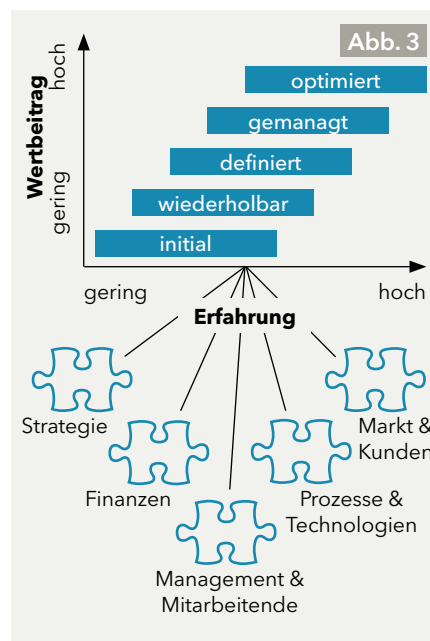 Abb. 3
Wertbeitrag
hoch
gering
optimiert
gemanagt
definiert
wiederholbar
initial
gering
hoch
Erfahrung
Strategie
Markt &
Kunden
Finanzen
Prozesse &
Technologien
Management &
Mitarbeitende